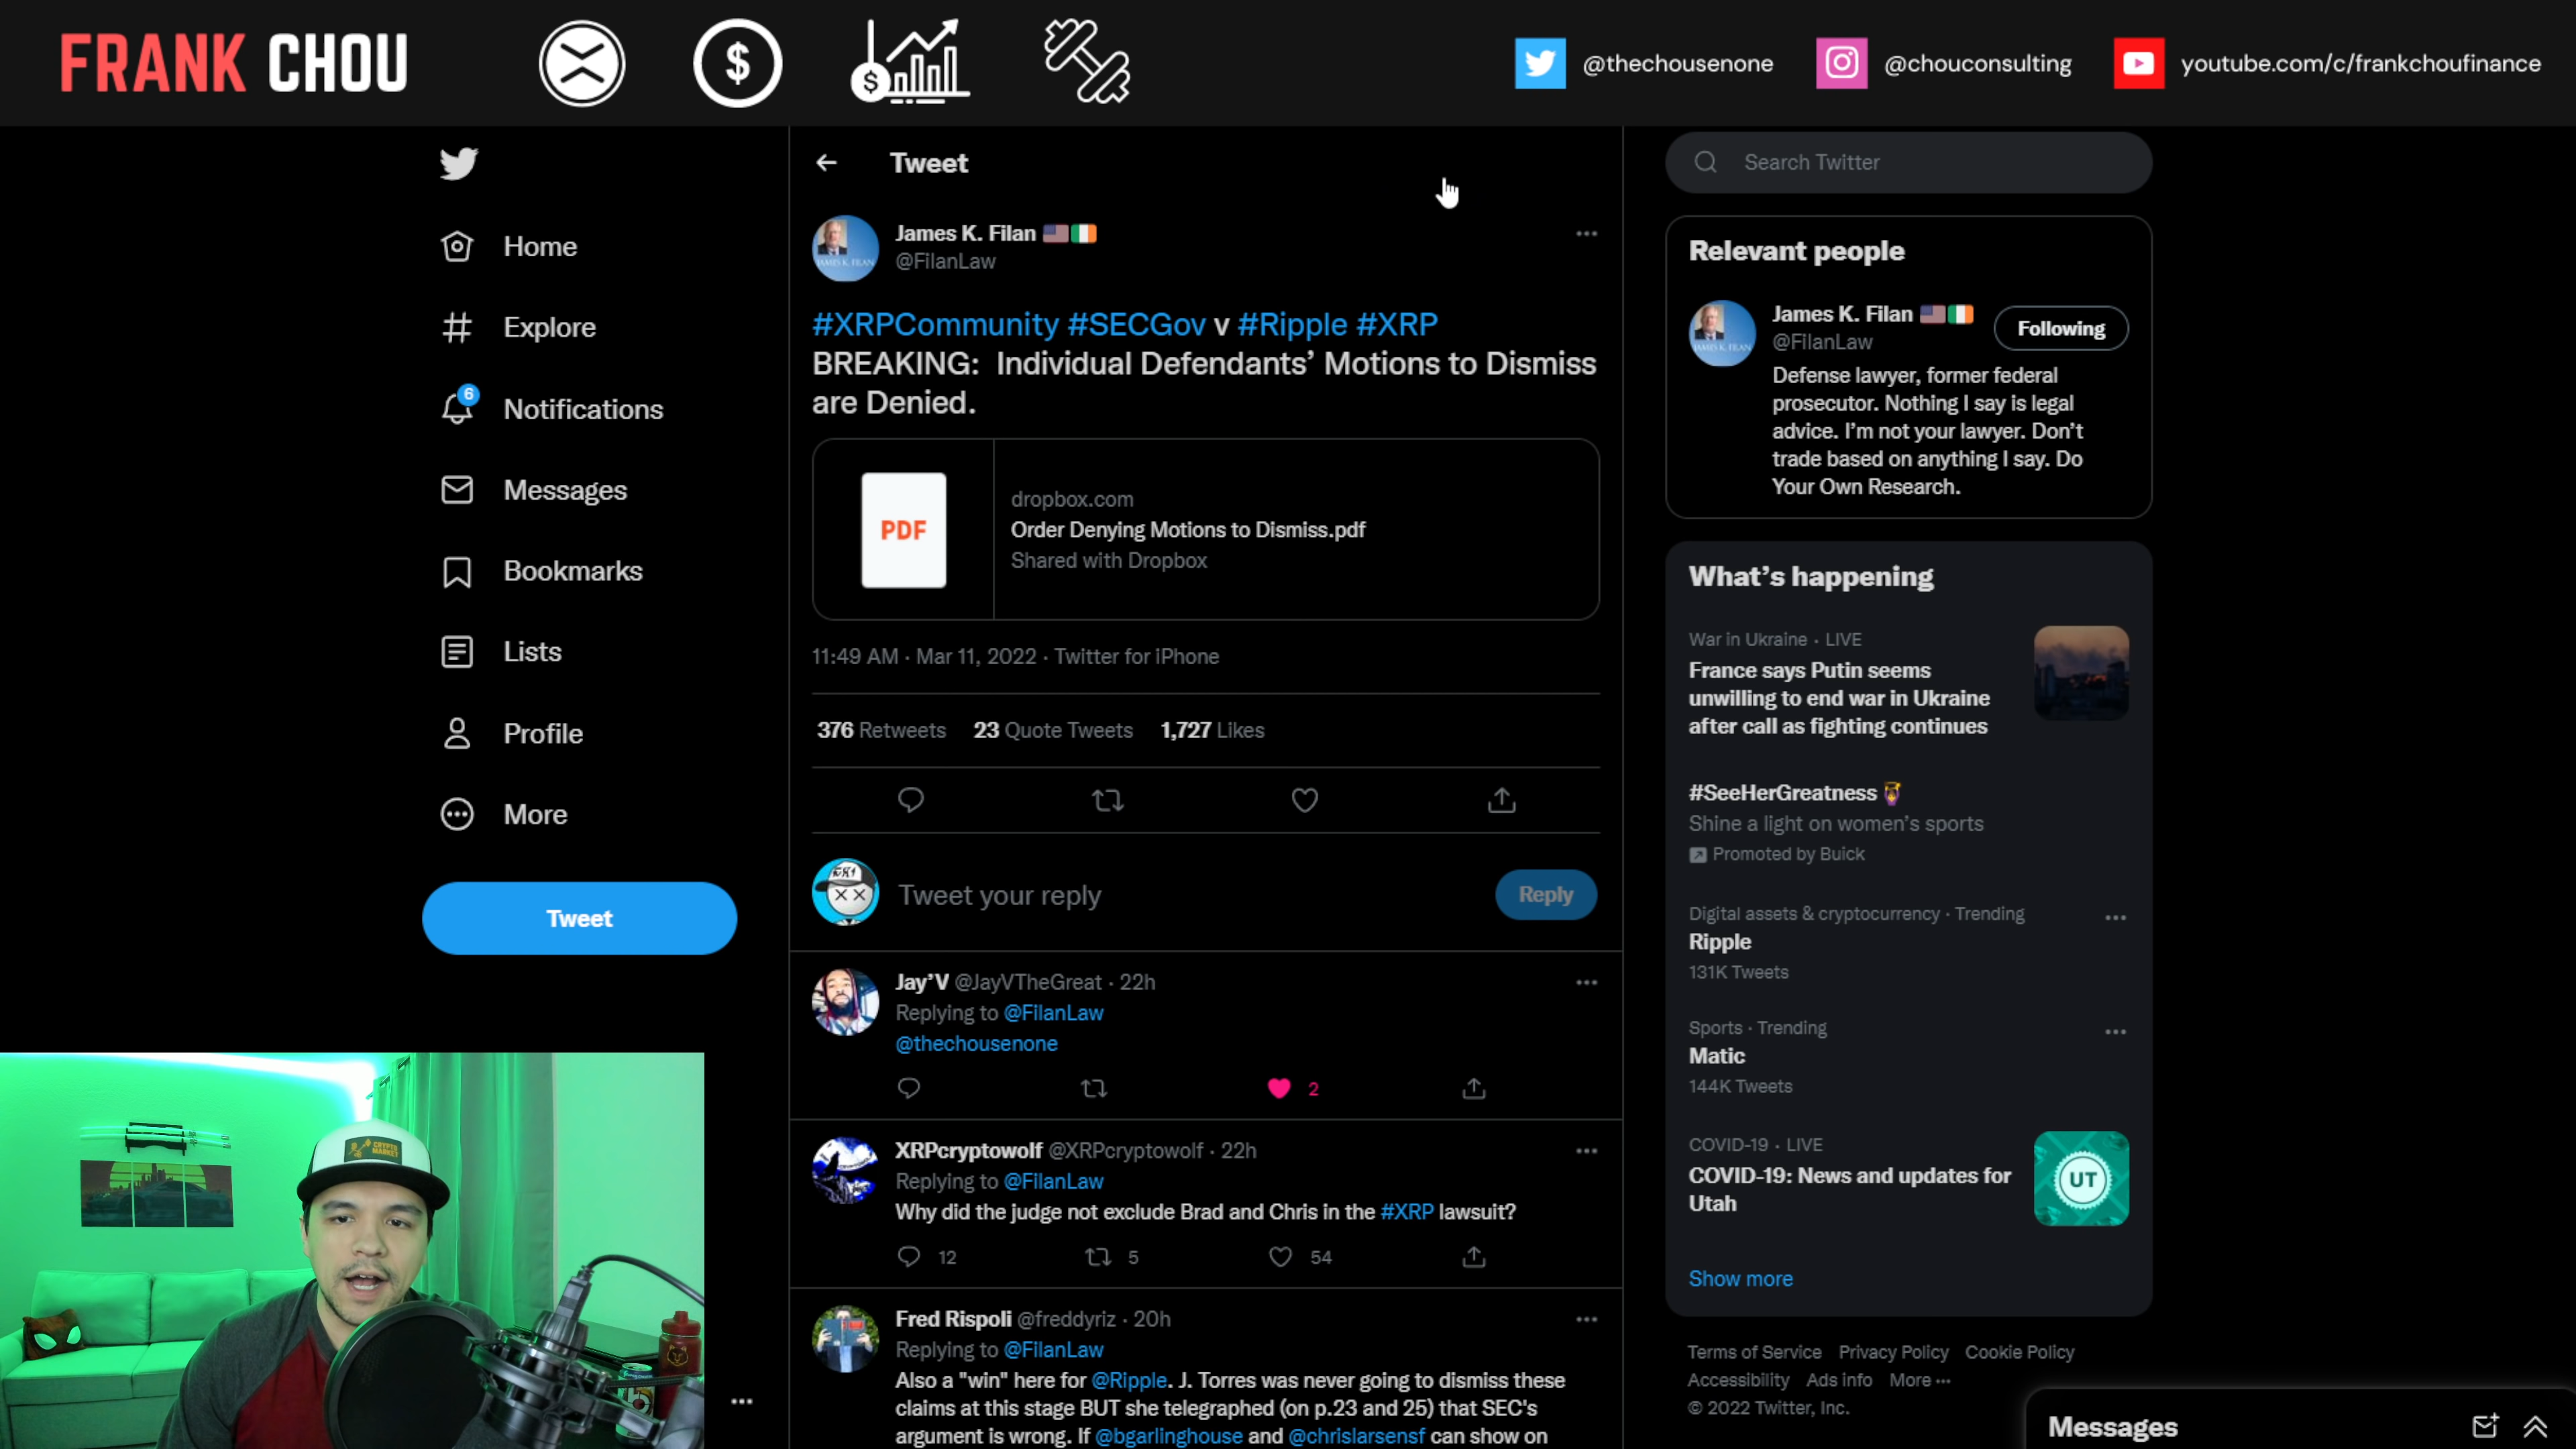 FRANK CHOU
@thechousenone
@chouconsulting
youtube.com/c/frankchoufinance
Home
Explore
6
Notifications
Messages
Bookmarks
Lists
Profile
More
Tweet
Tweet
James K. Filan
@FilanLaw
#XRPCommunity #SECGov v #Ripple #XRP
BREAKING: Individual Defendants’ Motions to Dismiss
are Denied.
PDF
dropbox.com
Order Denying Motions to Dismiss.pdf
Shared with Dropbox
11:49 AM · Mar 11, 2022 · Twitter for iPhone
376 Retweets 23 Quote Tweets 1,727 Likes
Tweet your reply
Reply
Jay’V @JayVTheGreat · 22h
Replying to @FilanLaw
@thechousenone
2
XRPcryptowolf @XRPcryptowolf · 22h
Replying to @FilanLaw
Why did the judge not exclude Brad and Chris in the #XRP lawsuit?
12 5 54
Fred Rispoli @freddyriz · 20h
Replying to @FilanLaw
Also a "win" here for @Ripple. J. Torres was never going to dismiss these
claims at this stage BUT she telegraphed (on p.23 and 25) that SEC's
argument is wrong. If @bgarlinghouse and @chrislarsensf can show on
Search Twitter
Relevant people
James K. Filan
@FilanLaw
Following
Defense lawyer, former federal
prosecutor. Nothing I say is legal
advice. I’m not your lawyer. Don’t
trade based on anything I say. Do
Your Own Research.
What’s happening
War in Ukraine · LIVE
France says Putin seems
unwilling to end war in Ukraine
after call as fighting continues
#SeeHerGreatness
Shine a light on women’s sports
Promoted by Buick
Digital assets & cryptocurrency · Trending
Ripple
131K Tweets
Sports · Trending
Matic
144K Tweets
COVID-19 · LIVE
COVID-19: News and updates for
Utah
UT
Show more
Terms of Service Privacy Policy Cookie Policy
Accessibility Ads info More ···
© 2022 Twitter, Inc.
Messages
CRYPTO
MARKET